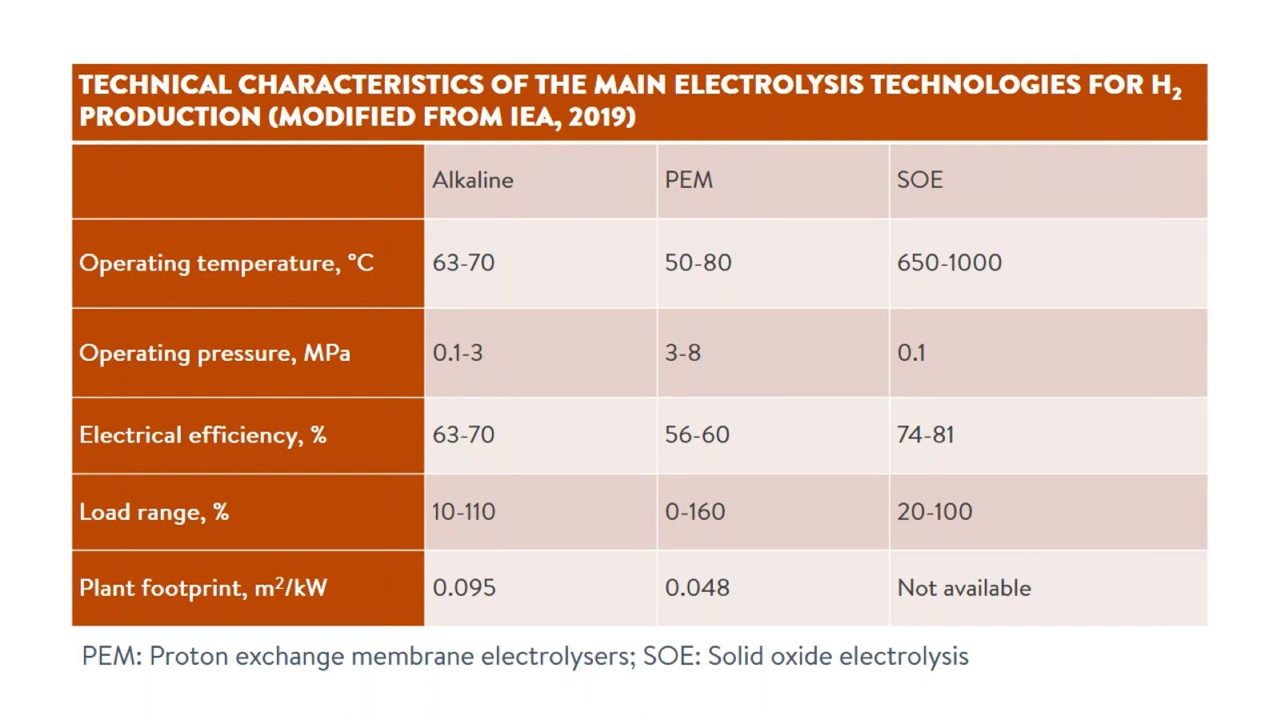 TECHNICAL CHARACTERISTICS OF THE MAIN ELECTROLYSIS TECHNOLOGIES FOR H₂
PRODUCTION (MODIFIED FROM IEA, 2019)
Alkaline PEM SOE
Operating temperature, °C 63-70 50-80 650-1000
Operating pressure, MPa 0.1-3 3-8 0.1
Electrical efficiency, % 63-70 56-60 74-81
Load range, % 10-110 0-160 20-100
Plant footprint, m²/kW 0.095 0.048 Not available
PEM: Proton exchange membrane electrolysers; SOE: Solid oxide electrolysis